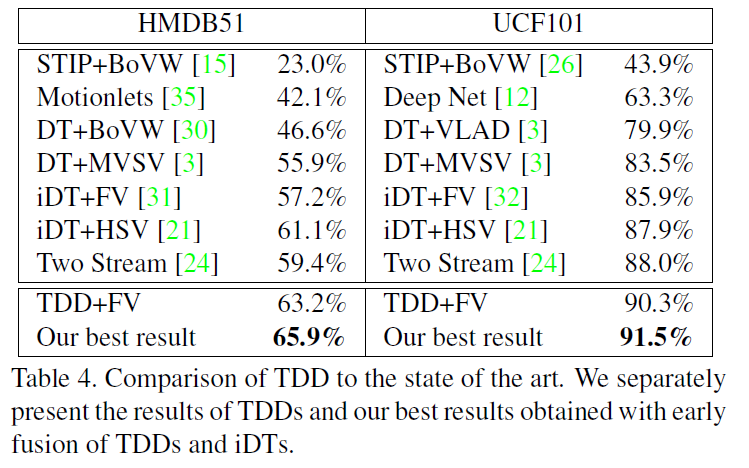 HMDB51 UCF101
STIP+BoVW [15] 23.0% STIP+BoVW [26] 43.9%
Motionlets [35] 42.1% Deep Net [12] 63.3%
DT+BoVW [30] 46.6% DT+VLAD [3] 79.9%
DT+MVSV [3] 55.9% DT+MVSV [3] 83.5%
iDT+FV [31] 57.2% iDT+FV [32] 85.9%
iDT+HSV [21] 61.1% iDT+HSV [21] 87.9%
Two Stream [24] 59.4% Two Stream [24] 88.0%
TDD+FV 63.2% TDD+FV 90.3%
Our best result 65.9% Our best result 91.5%
Table 4. Comparison of TDD to the state of the art. We separately
present the results of TDDs and our best results obtained with early
fusion of TDDs and iDTs.